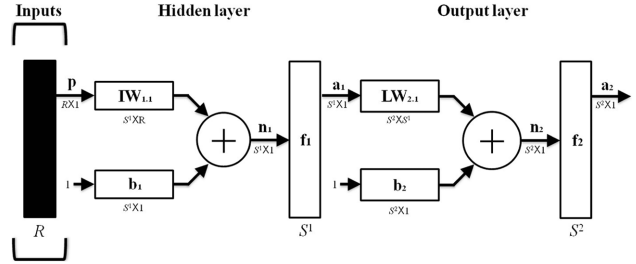 Inputs Hidden layer Output layer
p n₁ a₁ n₂ a₂
R X 1 IW₁.₁ S¹X1 S¹X1 LW₂.₁ S²X1 S²X1
S¹XR S²XS¹
+ f₁ + f₂
1 b₁ 1 b₂
S¹X1 S²X1
R S¹ S²